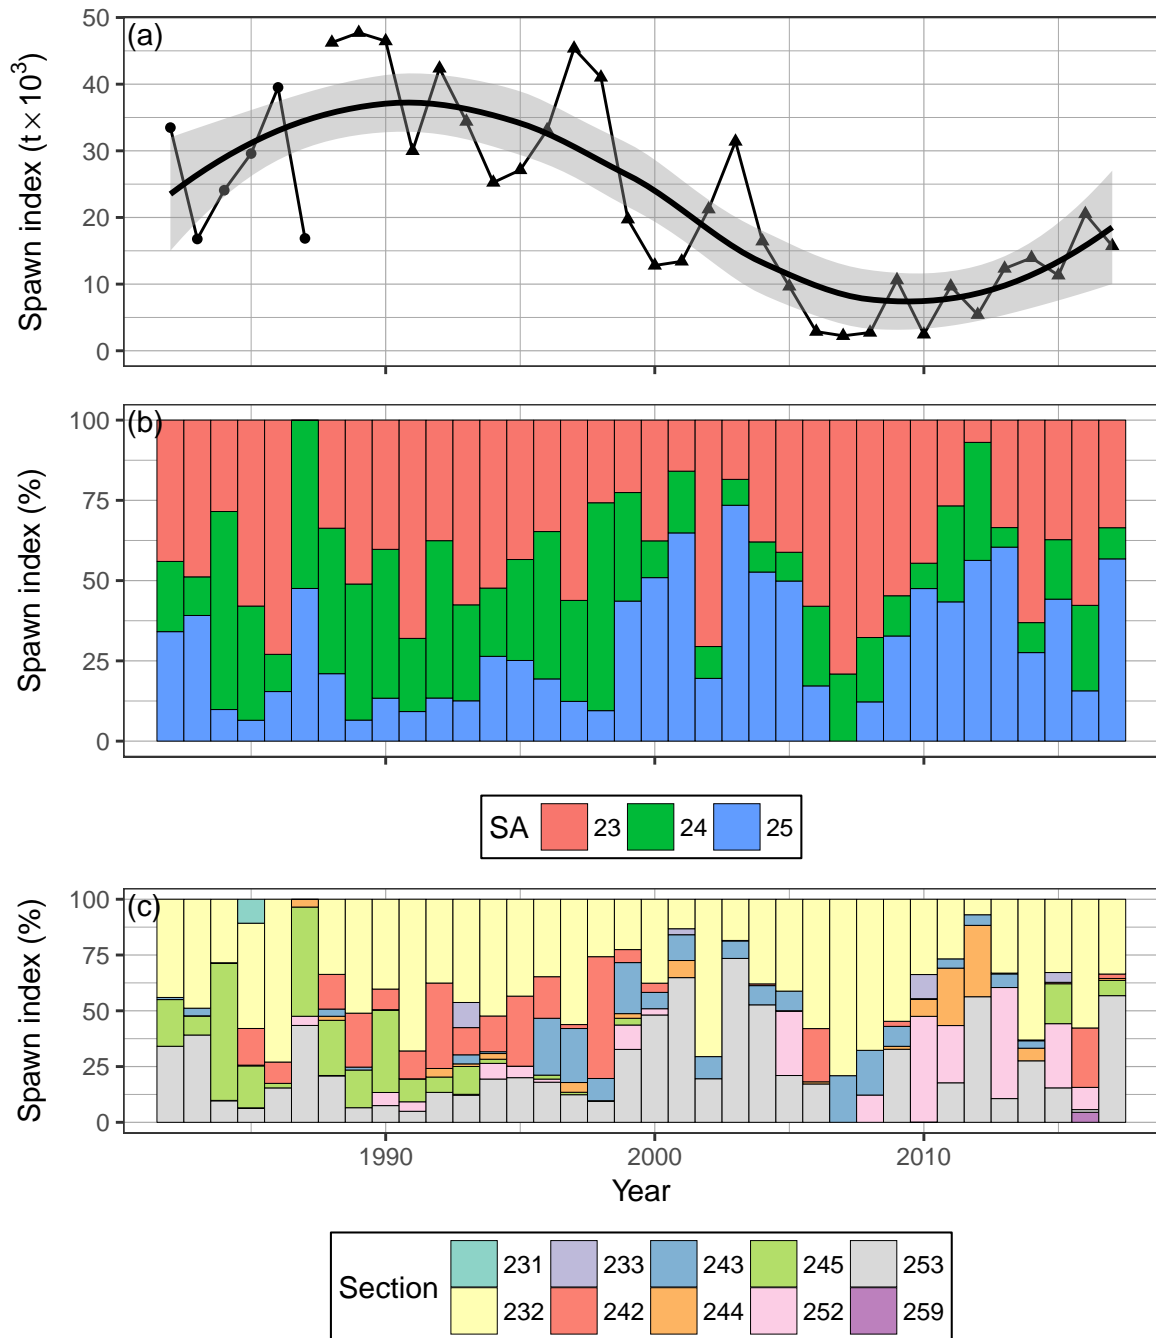 (a)
50
40
30
20
10
0
Spawn index (t × 10³)
(b)
100
75
50
25
0
Spawn index (%)
SA 23 24 25
(c)
100
75
50
25
0
Spawn index (%)
1990 2000 2010
Year
Section
231 233 243 245 253
232 242 244 252 259